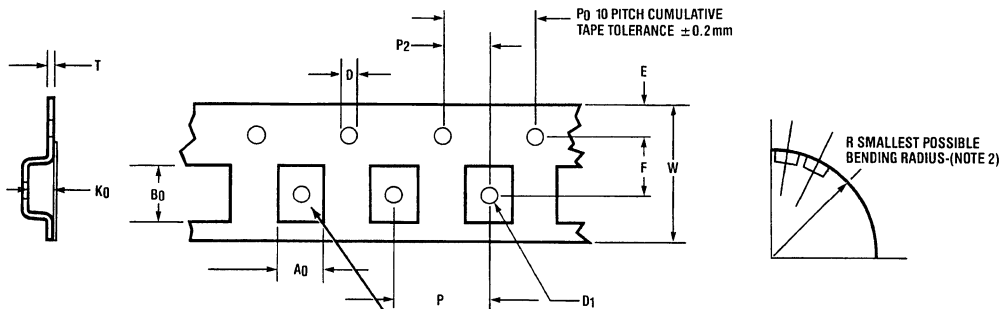 P0 10 PITCH CUMULATIVE
TAPE TOLERANCE ±0.2mm
P2
T
D
E
R SMALLEST POSSIBLE
BENDING RADIUS-(NOTE 2)
F
W
K0
B0
A0
P
D1